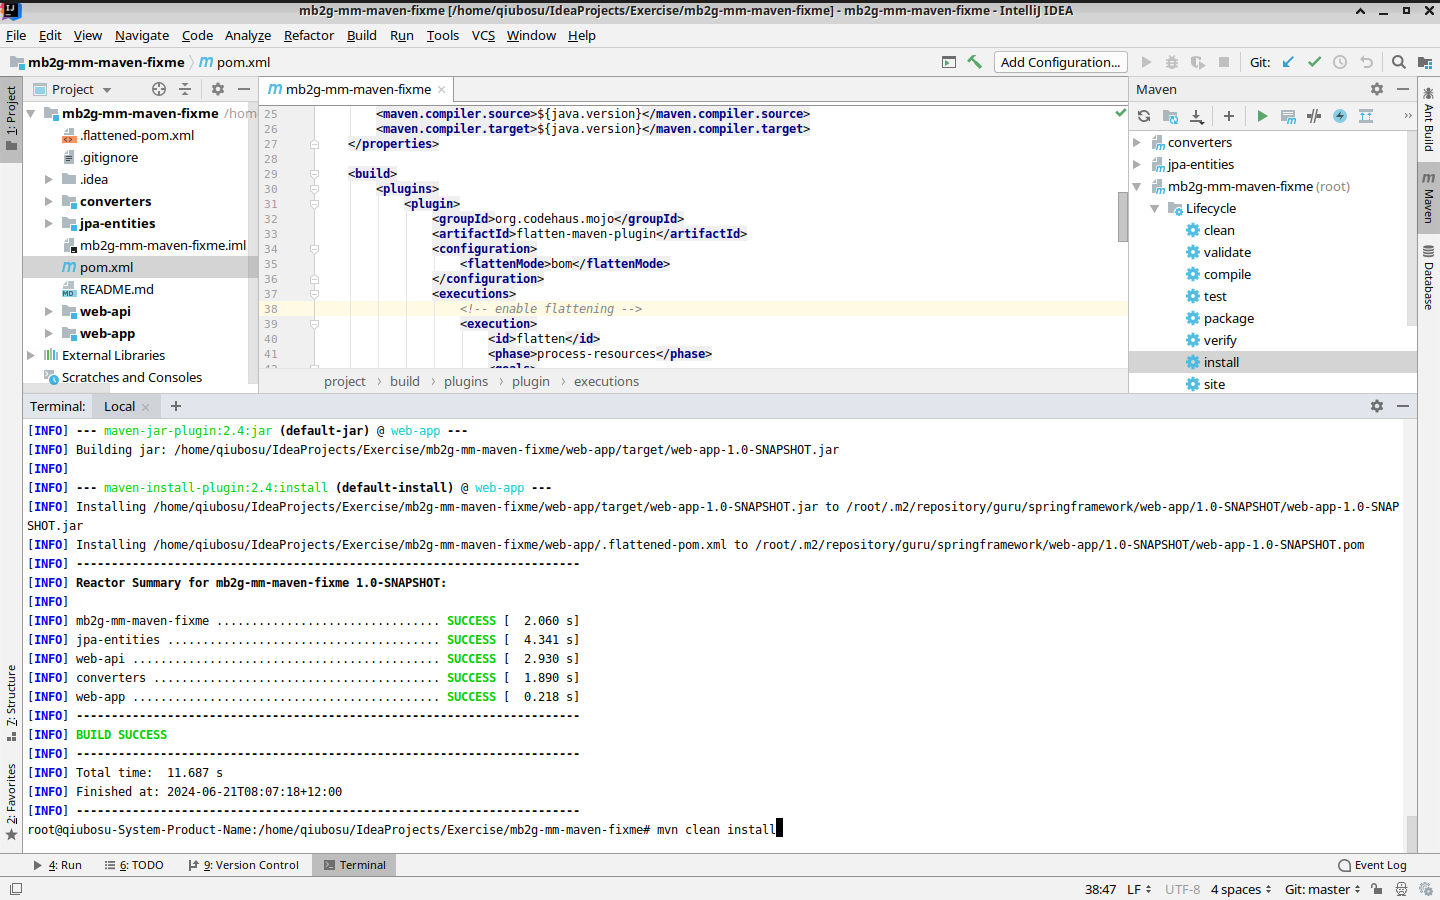 mb2g-mm-maven-fixme [/home/qiubosu/IdeaProjects/Exercise/mb2g-mm-maven-fixme] - mb2g-mm-maven-fixme - IntelliJ IDEA
File Edit View Navigate Code Analyze Refactor Build Run Tools VCS Window Help
mb2g-mm-maven-fixme pom.xml Add Configuration... Git:
1: Project
7: Structure
2: Favorites
Project
mb2g-mm-maven-fixme /hom
.flattened-pom.xml
.gitignore
.idea
converters
jpa-entities
mb2g-mm-maven-fixme.iml
pom.xml
README.md
web-api
web-app
External Libraries
Scratches and Consoles
mb2g-mm-maven-fixme
25 <maven.compiler.source>${java.version}</maven.compiler.source>
26 <maven.compiler.target>${java.version}</maven.compiler.target>
27 </properties>
28
29 <build>
30 <plugins>
31 <plugin>
32 <groupId>org.codehaus.mojo</groupId>
33 <artifactId>flatten-maven-plugin</artifactId>
34 <configuration>
35 <flattenMode>bom</flattenMode>
36 </configuration>
37 <executions>
38 <!-- enable flattening -->
39 <execution>
40 <id>flatten</id>
41 <phase>process-resources</phase>
42 <goals>
project › build › plugins › plugin › executions
Maven
converters
jpa-entities
mb2g-mm-maven-fixme (root)
Lifecycle
clean
validate
compile
test
package
verify
install
site
Ant Build
Maven
Database
Terminal: Local
[INFO] --- maven-jar-plugin:2.4:jar (default-jar) @ web-app ---
[INFO] Building jar: /home/qiubosu/IdeaProjects/Exercise/mb2g-mm-maven-fixme/web-app/target/web-app-1.0-SNAPSHOT.jar
[INFO]
[INFO] --- maven-install-plugin:2.4:install (default-install) @ web-app ---
[INFO] Installing /home/qiubosu/IdeaProjects/Exercise/mb2g-mm-maven-fixme/web-app/target/web-app-1.0-SNAPSHOT.jar to /root/.m2/repository/guru/springframework/web-app/1.0-SNAPSHOT/web-app-1.0-SNAP
SHOT.jar
[INFO] Installing /home/qiubosu/IdeaProjects/Exercise/mb2g-mm-maven-fixme/web-app/.flattened-pom.xml to /root/.m2/repository/guru/springframework/web-app/1.0-SNAPSHOT/web-app-1.0-SNAPSHOT.pom
[INFO] ------------------------------------------------------------------------
[INFO] Reactor Summary for mb2g-mm-maven-fixme 1.0-SNAPSHOT:
[INFO]
[INFO] mb2g-mm-maven-fixme ................................ SUCCESS [  2.060 s]
[INFO] jpa-entities ....................................... SUCCESS [  4.341 s]
[INFO] web-api ............................................ SUCCESS [  2.930 s]
[INFO] converters ......................................... SUCCESS [  1.890 s]
[INFO] web-app ............................................ SUCCESS [  0.218 s]
[INFO] ------------------------------------------------------------------------
[INFO] BUILD SUCCESS
[INFO] ------------------------------------------------------------------------
[INFO] Total time:  11.687 s
[INFO] Finished at: 2024-06-21T08:07:18+12:00
[INFO] ------------------------------------------------------------------------
root@qiubosu-System-Product-Name:/home/qiubosu/IdeaProjects/Exercise/mb2g-mm-maven-fixme# mvn clean install
4: Run 6: TODO 9: Version Control Terminal Event Log
38:47 LF UTF-8 4 spaces Git: master